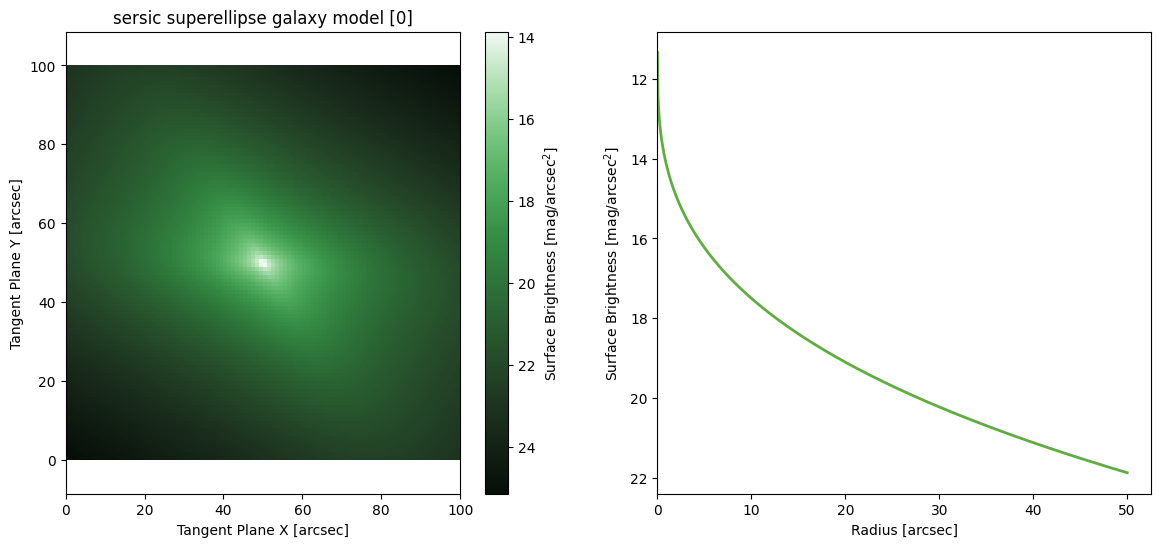 sersic superellipse galaxy model [0]
Tangent Plane Y [arcsec]
100
80
60
40
20
0
0 20 40 60 80 100
Tangent Plane X [arcsec]
14
16
18
20
22
24
Surface Brightness [mag/arcsec²]
Surface Brightness [mag/arcsec²]
12
14
16
18
20
22
0 10 20 30 40 50
Radius [arcsec]